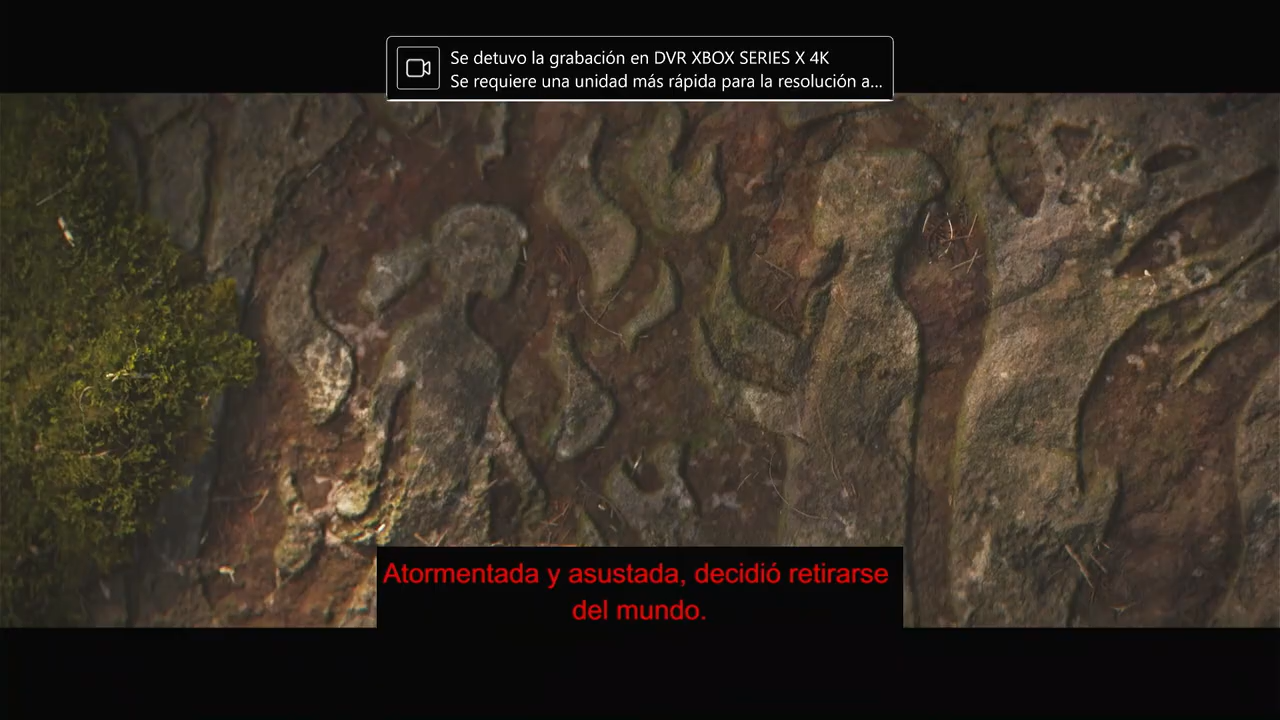 Se detuvo la grabación en DVR XBOX SERIES X 4K
Se requiere una unidad más rápida para la resolución a...
Atormentada y asustada, decidió retirarse
del mundo.